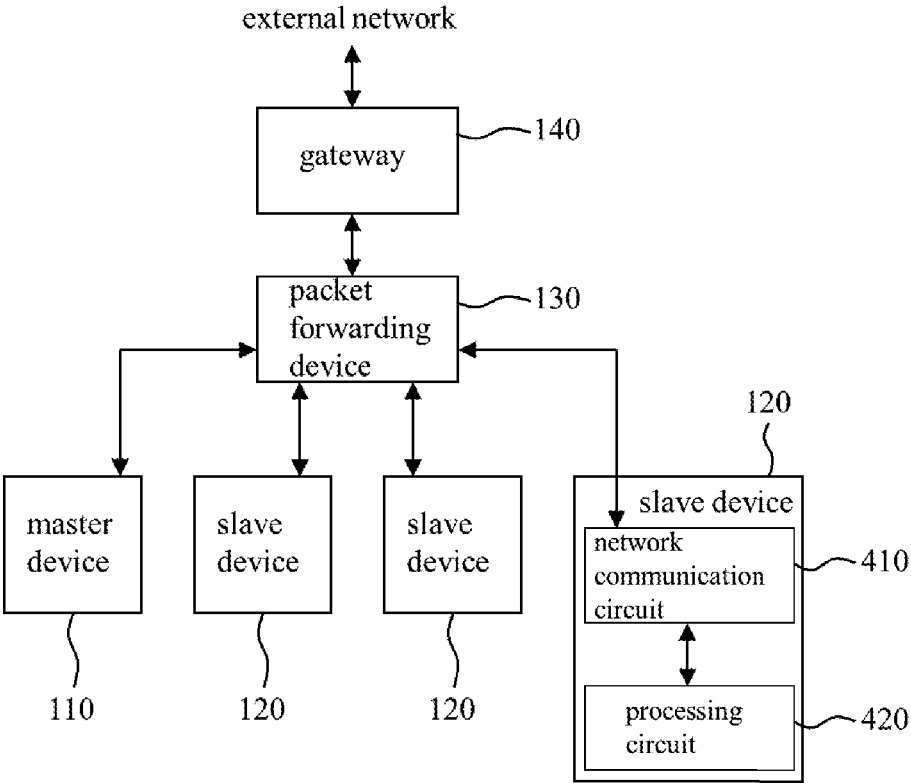 external network
gateway
140
packet
forwarding
device
130
120
master
device
slave
device
slave
device
slave device
network
communication
circuit
410
processing
circuit
420
110
120
120